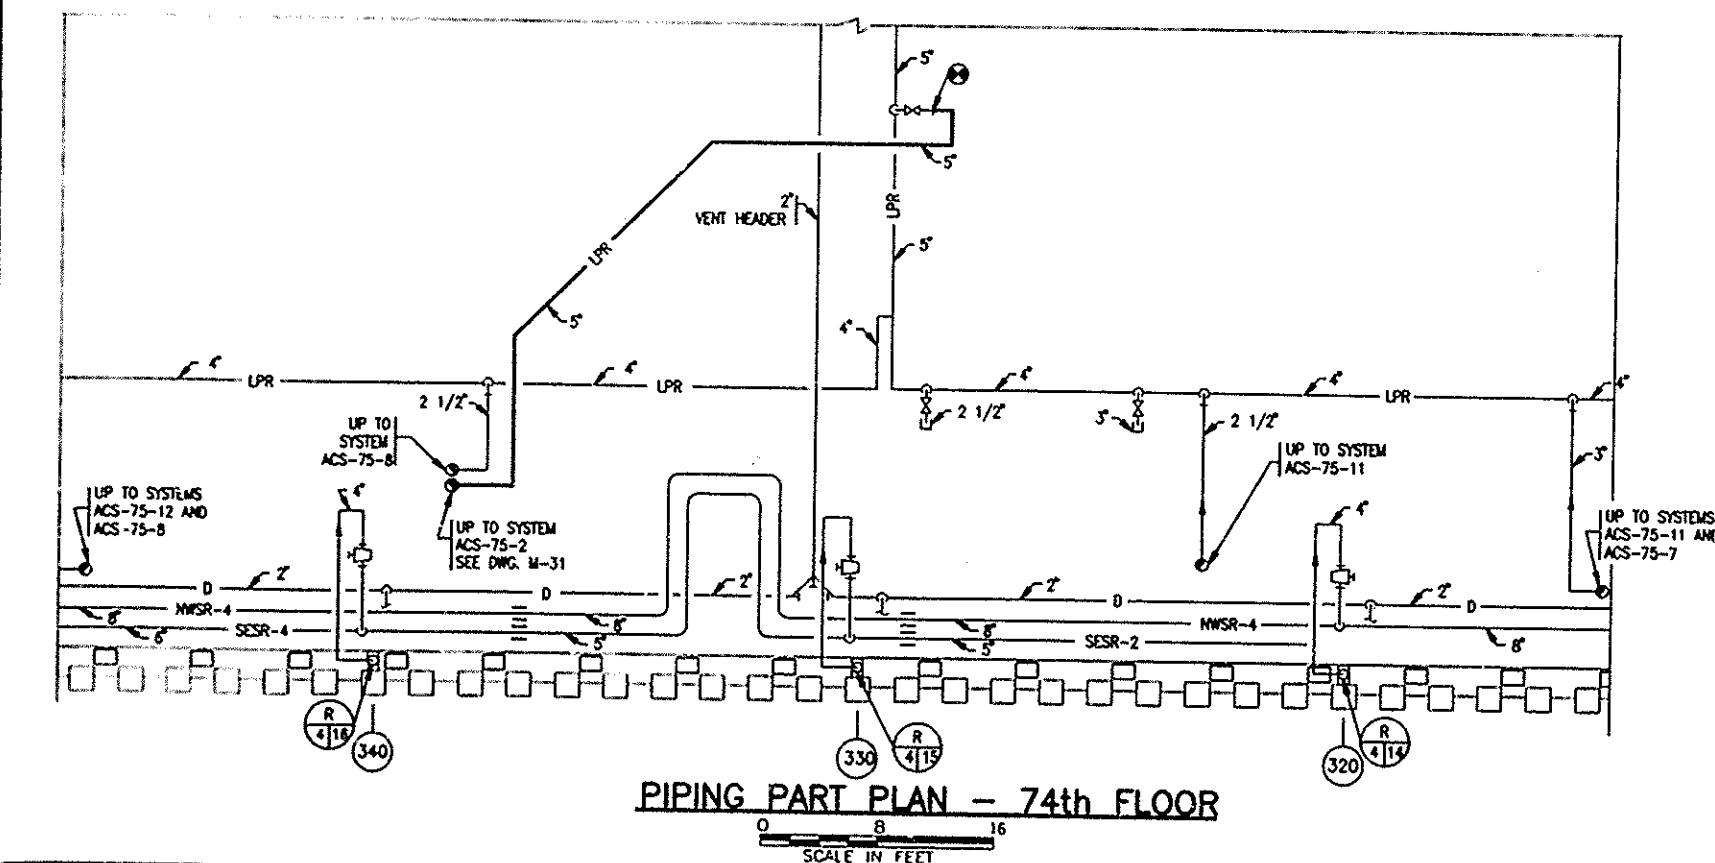 5"
5"
2"
VENT HEADER
LPR
LPR
5"
5"
4"
4"
LPR
4"
LPR
4"
4"
LPR
4"
2 1/2"
2 1/2"
3"
2 1/2"
3"
UP TO
SYSTEM
ACS-75-8
UP TO SYSTEM
ACS-75-11
UP TO SYSTEMS
ACS-75-12 AND
ACS-75-8
4"
UP TO SYSTEM
ACS-75-2
SEE DWG. M-31
4"
UP TO SYSTEMS
ACS-75-11 AND
ACS-75-7
D
2"
D
2"
2"
D
2"
D
NWSR-4
8"
8"
8"
NWSR-4
8"
SESR-4
6"
5"
5"
SESR-2
R
4 16
340
330
R
4 15
320
R
4 14
PIPING PART PLAN - 74th FLOOR
0 8 16
SCALE IN FEET